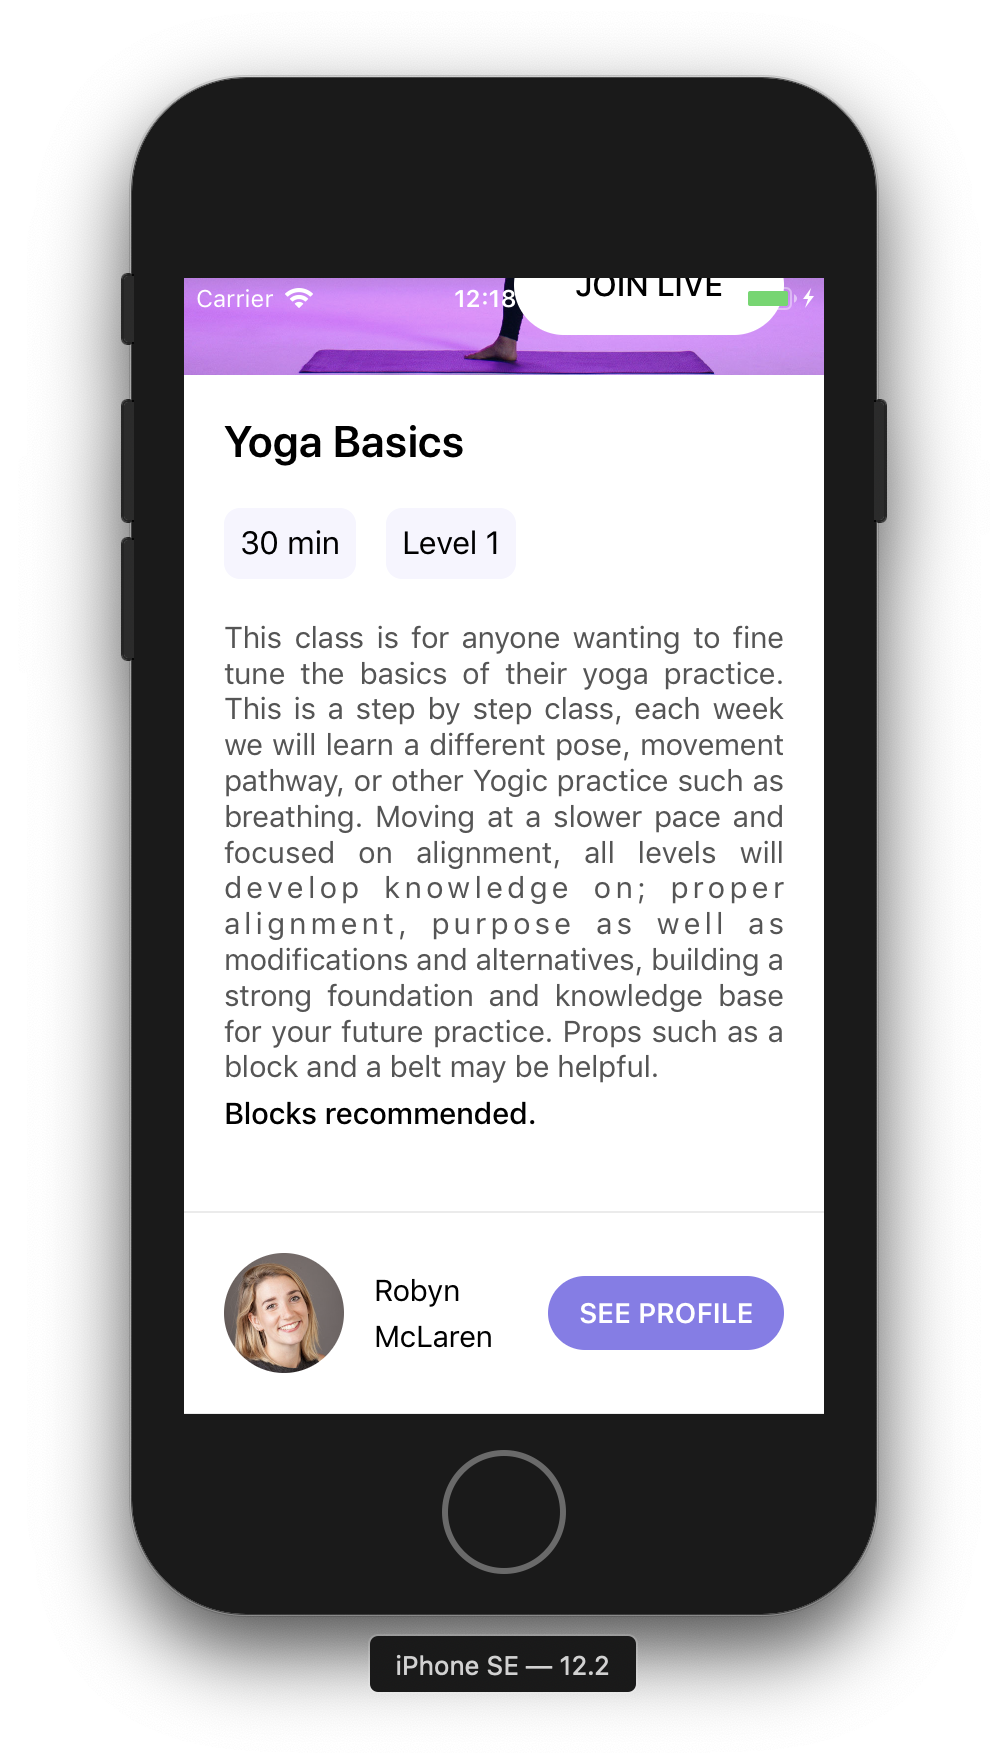 Carrier 12:18
JOIN LIVE
Yoga Basics
30 min Level 1
This class is for anyone wanting to fine
tune the basics of their yoga practice.
This is a step by step class, each week
we will learn a different pose, movement
pathway, or other Yogic practice such as
breathing. Moving at a slower pace and
focused on alignment, all levels will
develop knowledge on; proper
alignment, purpose as well as
modifications and alternatives, building a
strong foundation and knowledge base
for your future practice. Props such as a
block and a belt may be helpful.
Blocks recommended.
Robyn
McLaren
SEE PROFILE
iPhone SE — 12.2